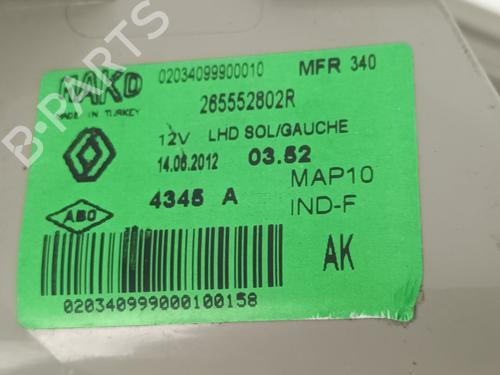 MAKO
02034099900010 MFR 340
MADE IN TURKEY
265552802R
12V LHD SOL/GAUCHE
14.06.2012 03.52
4345 A MAP10
ABO IND-F
AK
020340999000100158
B-PARTS